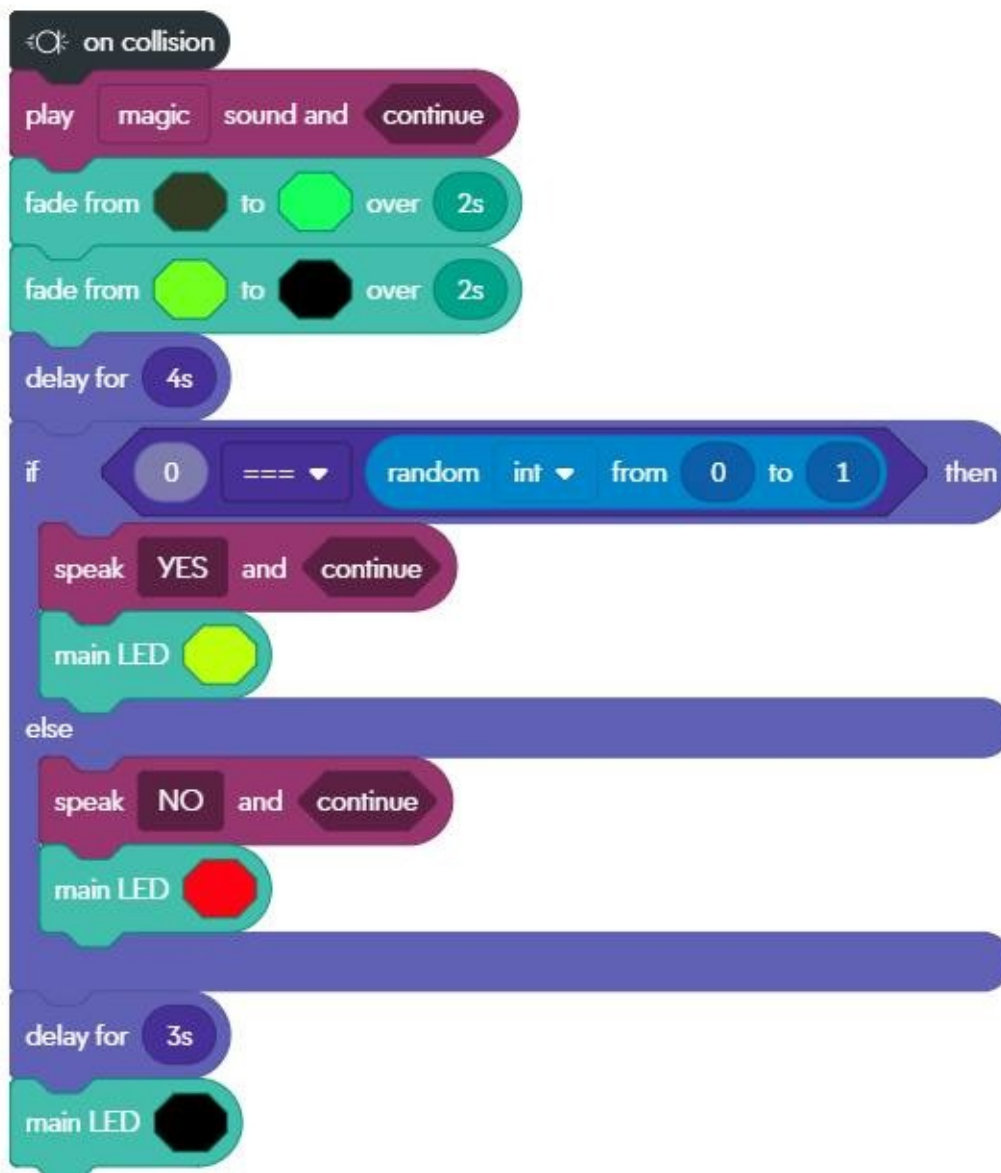 on collision
play magic sound and continue
fade from to over 2s
fade from to over 2s
delay for 4s
if 0 === random int from 0 to 1 then
speak YES and continue
main LED
else
speak NO and continue
main LED
delay for 3s
main LED